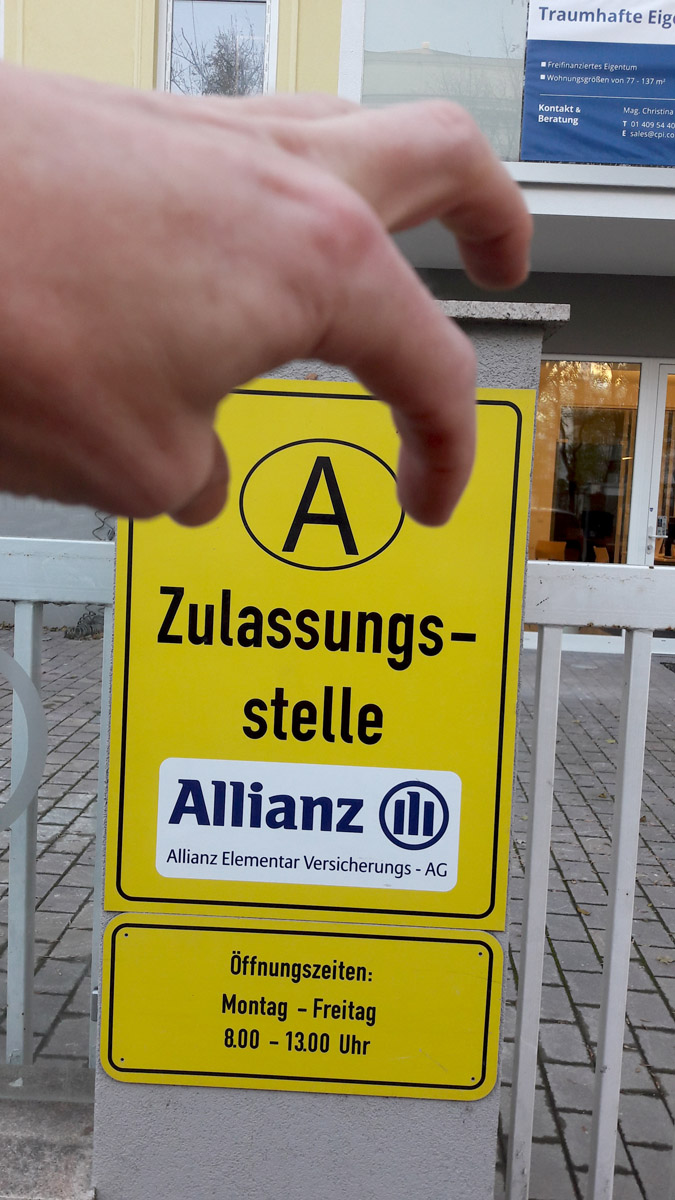 Traumhafte Eige
Freifinanziertes Eigentum
Wohnungsgrößen von 77 - 137 m²
Kontakt &
Beratung
Mag. Christina
T 01 409 54 40
E sales@cpi.co
A
Zulassungs-
stelle
Allianz
Allianz Elementar Versicherungs - AG
Öffnungszeiten:
Montag - Freitag
8.00 - 13.00 Uhr